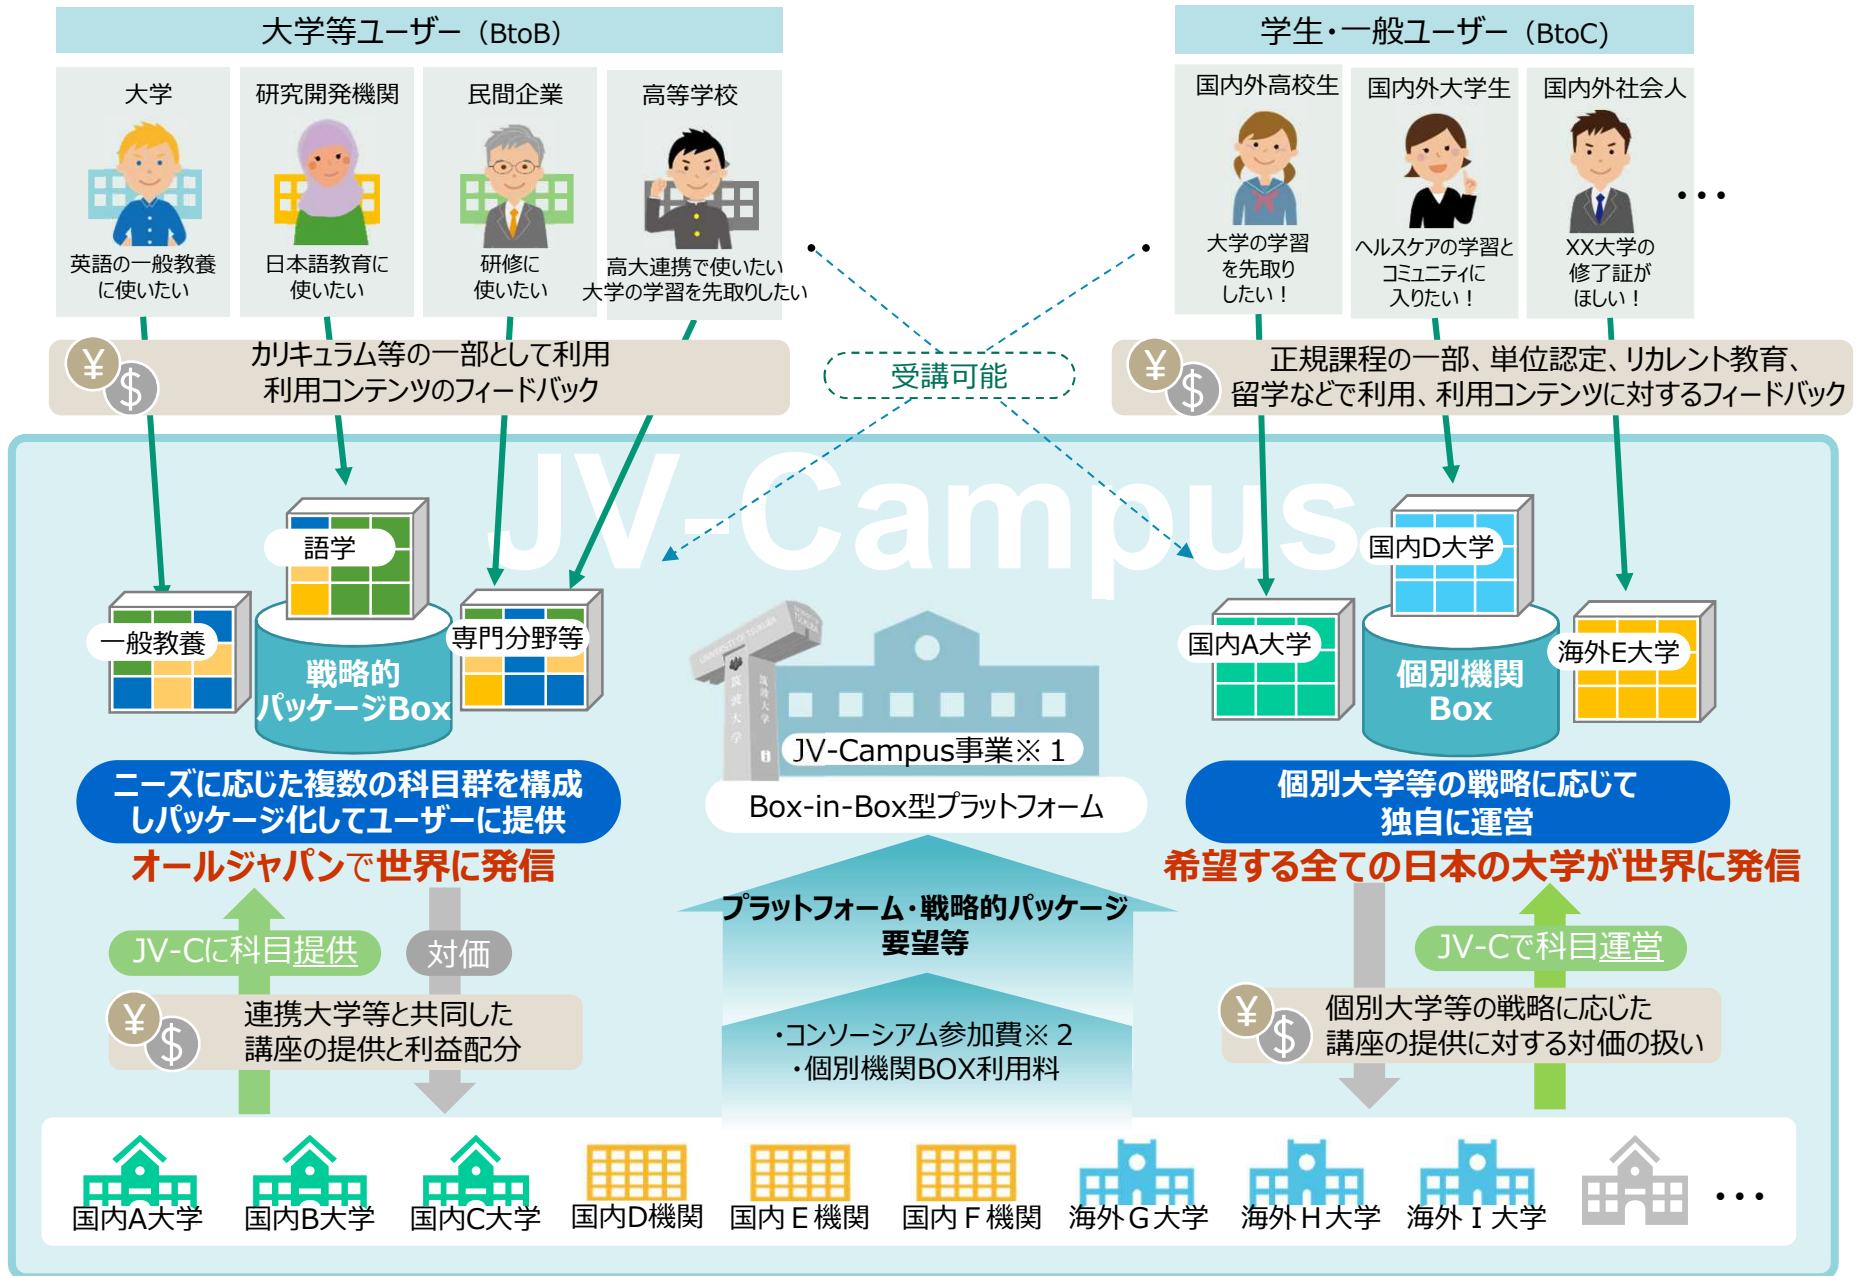 大学等ユーザー（BtoB）
学生・一般ユーザー（BtoC)
大学
研究開発機関
民間企業
高等学校
英語の一般教養
に使いたい
日本語教育に
使いたい
研修に
使いたい
高大連携で使いたい
大学の学習を先取りしたい
国内外高校生
国内外大学生
国内外社会人
・・・
大学の学習
を先取り
したい！
ヘルスケアの学習と
コミュニティに
入りたい！
XX大学の
修了証が
ほしい！
¥
$
カリキュラム等の一部として利用
利用コンテンツのフィードバック
受講可能
¥
$
正規課程の一部、単位認定、リカレント教育、
留学などで利用、利用コンテンツに対するフィードバック
JV-Campus
語学
一般教養
専門分野等
戦略的
パッケージBox
国内D大学
国内A大学
海外E大学
個別機関
Box
UNIVERSITY OF TSUKUBA
筑波大学
筑波大学
JV-Campus事業※１
Box-in-Box型プラットフォーム
ニーズに応じた複数の科目群を構成
しパッケージ化してユーザーに提供
オールジャパンで世界に発信
個別大学等の戦略に応じて
独自に運営
希望する全ての日本の大学が世界に発信
プラットフォーム・戦略的パッケージ
要望等
JV-Cに科目提供
対価
JV-Cで科目運営
¥
$
連携大学等と共同した
講座の提供と利益配分
・コンソーシアム参加費※２
・個別機関BOX利用料
¥
$
個別大学等の戦略に応じた
講座の提供に対する対価の扱い
国内A大学
国内B大学
国内C大学
国内D機関
国内Ｅ機関
国内Ｆ機関
海外Ｇ大学
海外Ｈ大学
海外Ｉ大学
・・・